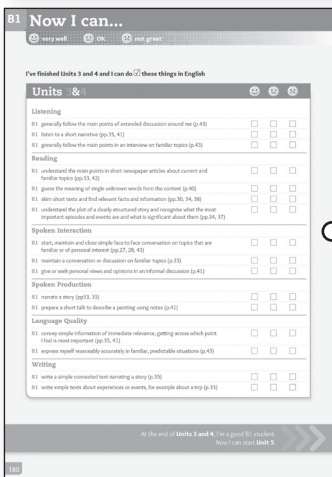 B1 Now I can...
very well OK not great
I've finished Units 3 and 4 and I can do ☑ these things in English
Units 3&4
Listening
B1 generally follow the main points of extended discussion around me (p.43)
B1 listen to a short narrative (pp.35, 41)
B1 generally follow the main points in an interview on familiar topics (p.43)
Reading
B1 understand the main points in short newspaper articles about current and
familiar topics (pp.33, 42)
B1 guess the meaning of single unknown words from the context (p.40)
B1 skim short texts and find relevant facts and information (pp.30, 34, 38)
B1 understand the plot of a clearly structured story and recognise what the most
important episodes and events are and what is significant about them (pp.34, 37)
Spoken Interaction
B1 start, maintain and close simple face-to-face conversation on topics that are
familiar or of personal interest (pp.27, 28, 43)
B1 maintain a conversation or discussion on familiar topics (p.35)
B1 give or seek personal views and opinions in an informal discussion (p.41)
Spoken Production
B1 narrate a story (pp33, 35)
B1 prepare a short talk to describe a painting using notes (p.41)
Language Quality
B1 convey simple information of immediate relevance, getting across which point
I feel is most important (pp.35, 41)
B1 express myself reasonably accurately in familiar, predictable situations (p.43)
Writing
B1 write a simple connected text narrating a story (p.35)
B1 write simple texts about experiences or events, for example about a trip (p.33)
At the end of Units 3 and 4, I'm a good B1 student.
Now I can start Unit 5.
180